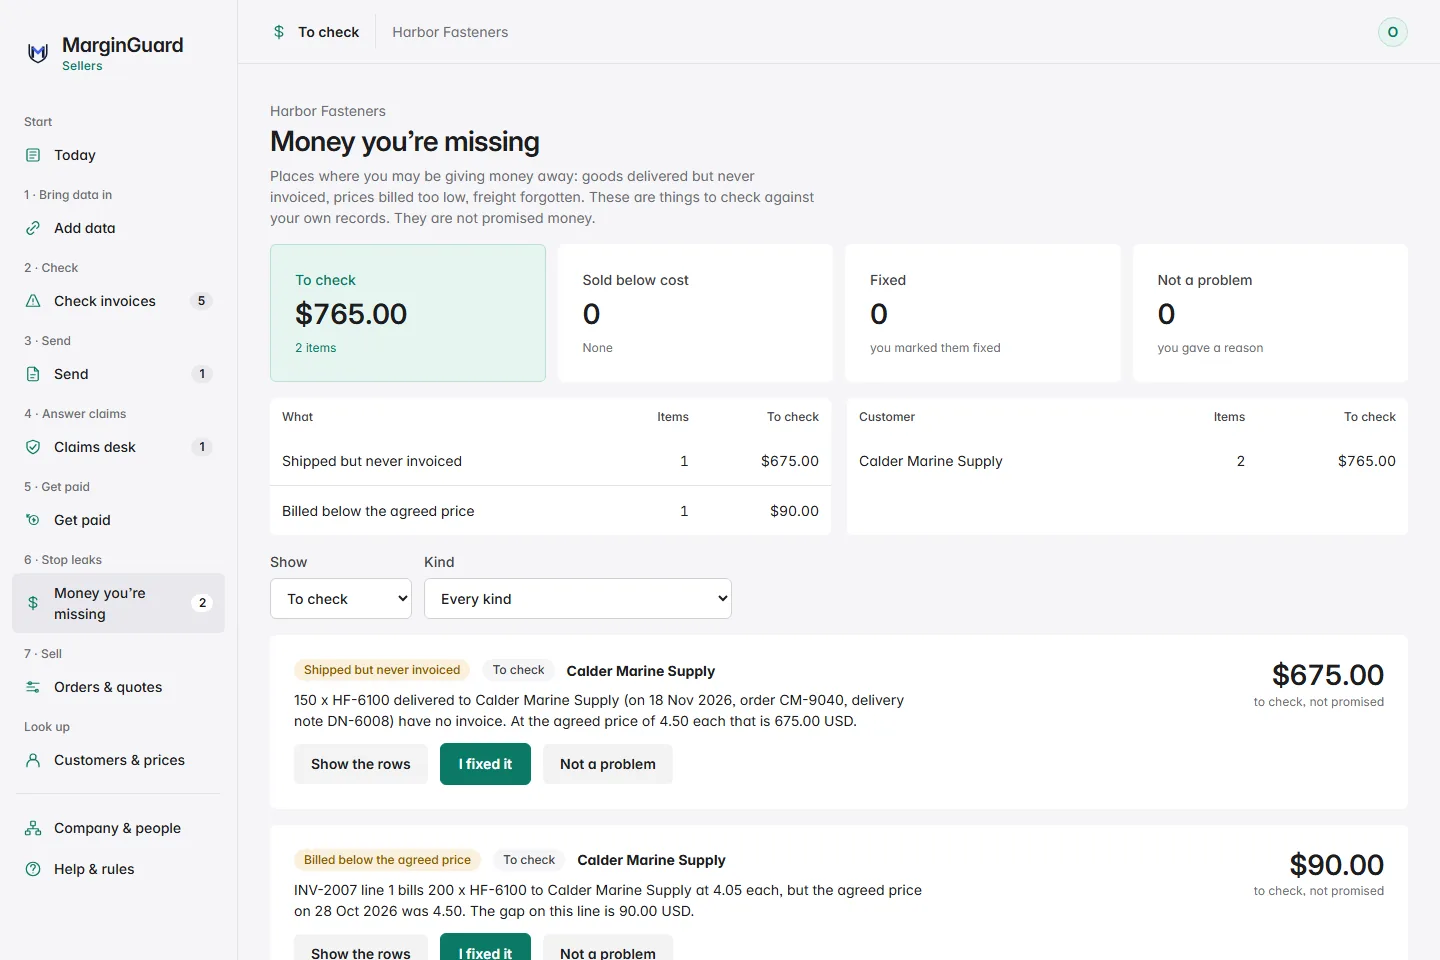 MarginGuard
Sellers
Start
Today
1 · Bring data in
Add data
2 · Check
Check invoices 5
3 · Send
Send 1
4 · Answer claims
Claims desk 1
5 · Get paid
Get paid
6 · Stop leaks
Money you’re
missing 2
7 · Sell
Orders & quotes
Look up
Customers & prices
Company & people
Help & rules
$ To check Harbor Fasteners O
Harbor Fasteners
Money you’re missing
Places where you may be giving money away: goods delivered but never
invoiced, prices billed too low, freight forgotten. These are things to check against
your own records. They are not promised money.
To check
$765.00
2 items
Sold below cost
0
None
Fixed
0
you marked them fixed
Not a problem
0
you gave a reason
What Items To check
Shipped but never invoiced 1 $675.00
Billed below the agreed price 1 $90.00
Customer Items To check
Calder Marine Supply 2 $765.00
Show Kind
To check Every kind
Shipped but never invoiced To check Calder Marine Supply
$675.00
to check, not promised
150 x HF-6100 delivered to Calder Marine Supply (on 18 Nov 2026, order CM-9040, delivery
note DN-6008) have no invoice. At the agreed price of 4.50 each that is 675.00 USD.
Show the rows I fixed it Not a problem
Billed below the agreed price To check Calder Marine Supply
$90.00
to check, not promised
INV-2007 line 1 bills 200 x HF-6100 to Calder Marine Supply at 4.05 each, but the agreed price
on 28 Oct 2026 was 4.50. The gap on this line is 90.00 USD.
Show the rows I fixed it Not a problem